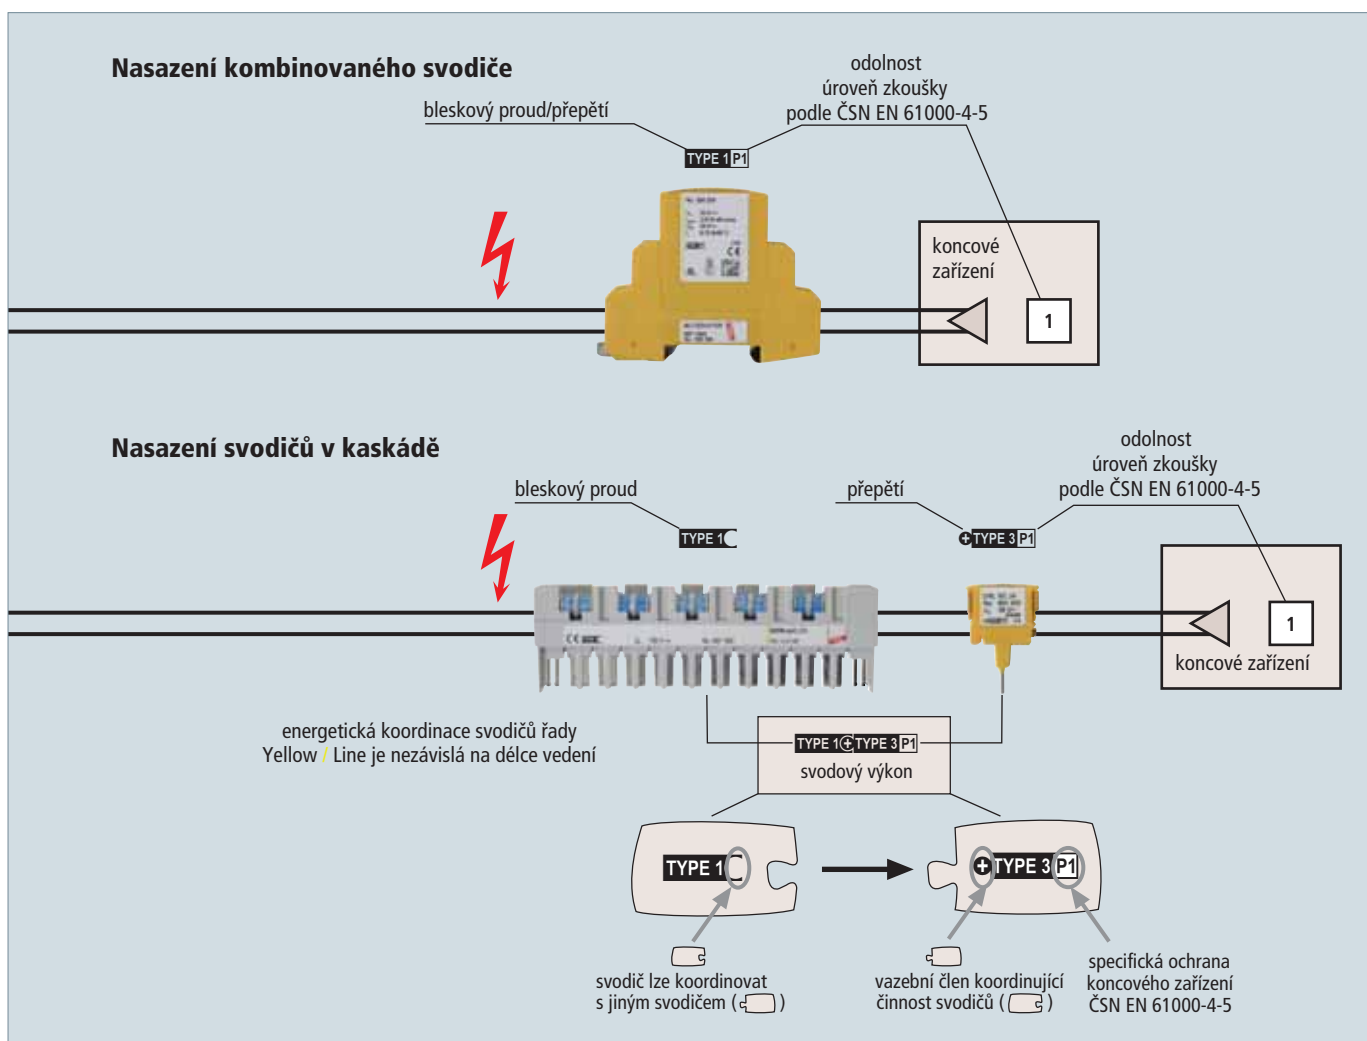 Nasazení kombinovaného svodiče
odolnost
úroveň zkoušky
podle ČSN EN 61000-4-5
bleskový proud/přepětí
TYPE 1 P1
koncové
zařízení
1
Nasazení svodičů v kaskádě
odolnost
úroveň zkoušky
podle ČSN EN 61000-4-5
bleskový proud
přepětí
TYPE 1
+TYPE 3 P1
1
koncové zařízení
energetická koordinace svodičů řady
Yellow / Line je nezávislá na délce vedení
TYPE 1+TYPE 3 P1
svodový výkon
TYPE 1
+TYPE 3 P1
svodič lze koordinovat
s jiným svodičem ( )
vazební člen koordinující
činnost svodičů ( )
specifická ochrana
koncového zařízení
ČSN EN 61000-4-5